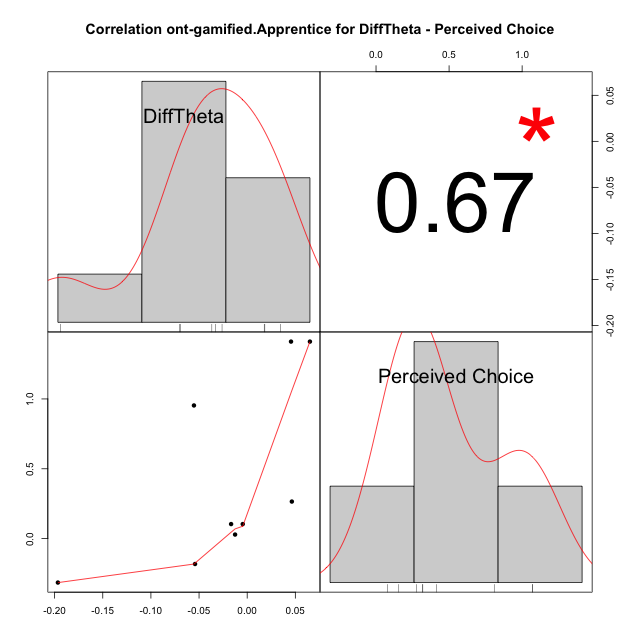 Correlation ont-gamified.Apprentice for DiffTheta - Perceived Choice
0.0 0.5 1.0
DiffTheta
*
0.67
0.05
0.00
-0.05
-0.10
-0.15
-0.20
Perceived Choice
1.0
0.5
0.0
-0.20 -0.15 -0.10 -0.05 0.00 0.05